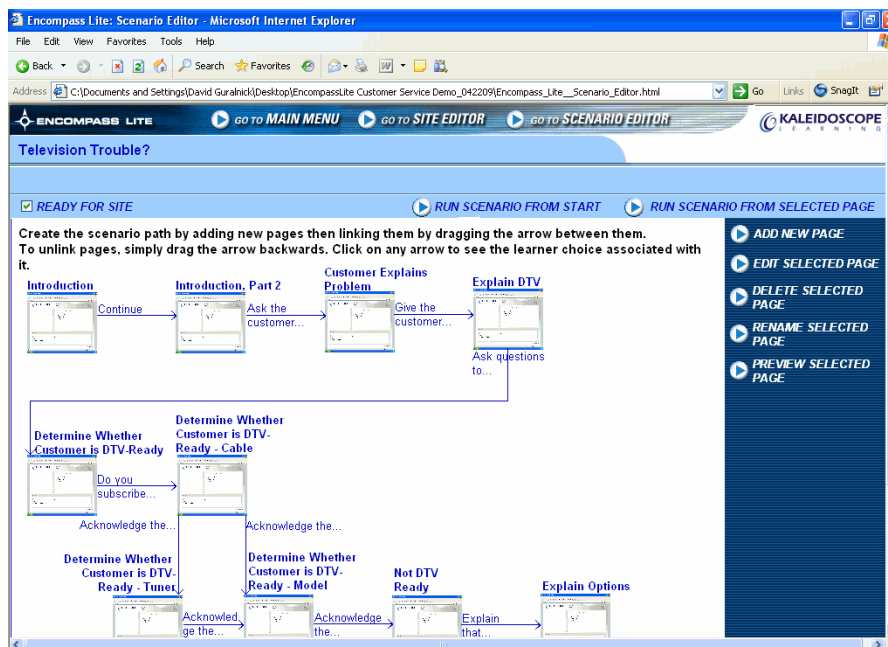 Encompass Lite: Scenario Editor - Microsoft Internet Explorer
File Edit View Favorites Tools Help
Back Search Favorites
Address C:\Documents and Settings\David Guralnick\Desktop\EncompassLite Customer Service Demo_042209\Encompass_Lite__Scenario_Editor.html Go Links SnagIt
ENCOMPASS LITE GO TO MAIN MENU GO TO SITE EDITOR GO TO SCENARIO EDITOR KALEIDOSCOPE
LEARNING
Television Trouble?
READY FOR SITE RUN SCENARIO FROM START RUN SCENARIO FROM SELECTED PAGE
Create the scenario path by adding new pages then linking them by dragging the arrow between them.
To unlink pages, simply drag the arrow backwards. Click on any arrow to see the learner choice associated with
it.
ADD NEW PAGE
EDIT SELECTED PAGE
DELETE SELECTED
PAGE
RENAME SELECTED
PAGE
PREVIEW SELECTED
PAGE
Introduction
Continue
Introduction, Part 2
Ask the
customer...
Customer Explains
Problem
Give the
customer...
Explain DTV
Ask questions
to...
Determine Whether
Customer is DTV-Ready
Do you
subscribe...
Determine Whether
Customer is DTV-
Ready - Cable
Acknowledge the...
Acknowledge the...
Determine Whether
Customer is DTV-
Ready - Tuner
Acknowled
ge the...
Determine Whether
Customer is DTV-
Ready - Model
Acknowledge
the...
Not DTV
Ready
Explain
that...
Explain Options